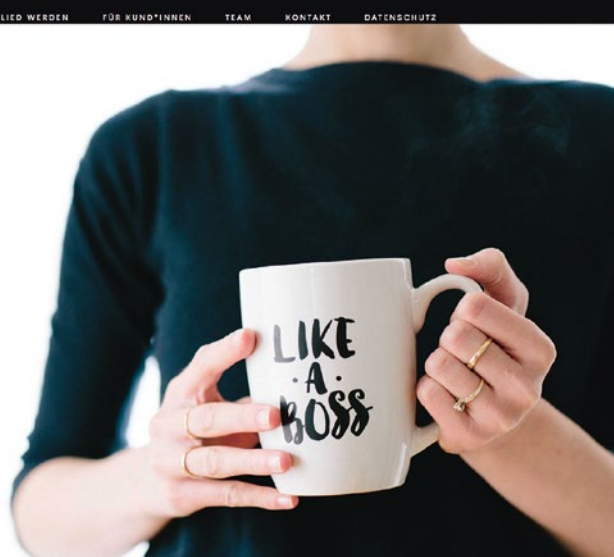 LIED WERDEN FÜR KUND*INNEN TEAM KONTAKT DATENSCHUTZ
LIKE
·A·
BOSS